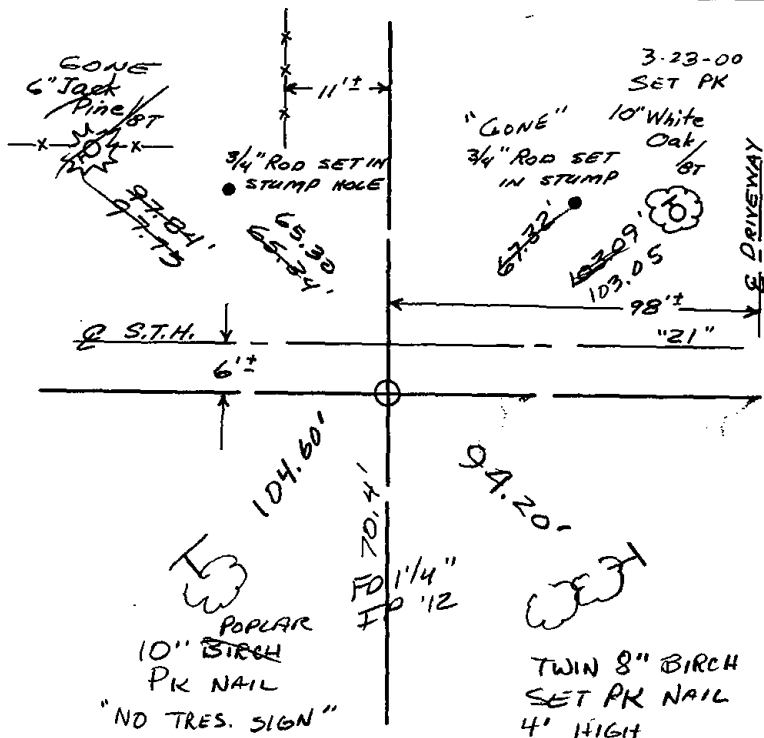 GONE
6" Jack
Pine
BT
97.84'
97.75
11'±
3/4" ROD SET IN
STUMP HOLE
65.30
65.34'
3-23-00
SET PK
"GONE"
10" White
Oak
BT
3/4" ROD SET
IN STUMP
67.32'
103.09'
103.05
℄ DRIVEWAY
98'±
℄ S.T.H.
"21"
6'±
104.60'
94.20'
70.4'
FD 1 1/4"
IP '12
POPLAR
10" BIRCH
PK NAIL
"NO TRES. SIGN"
TWIN 8" BIRCH
SET PK NAIL
4' HIGH